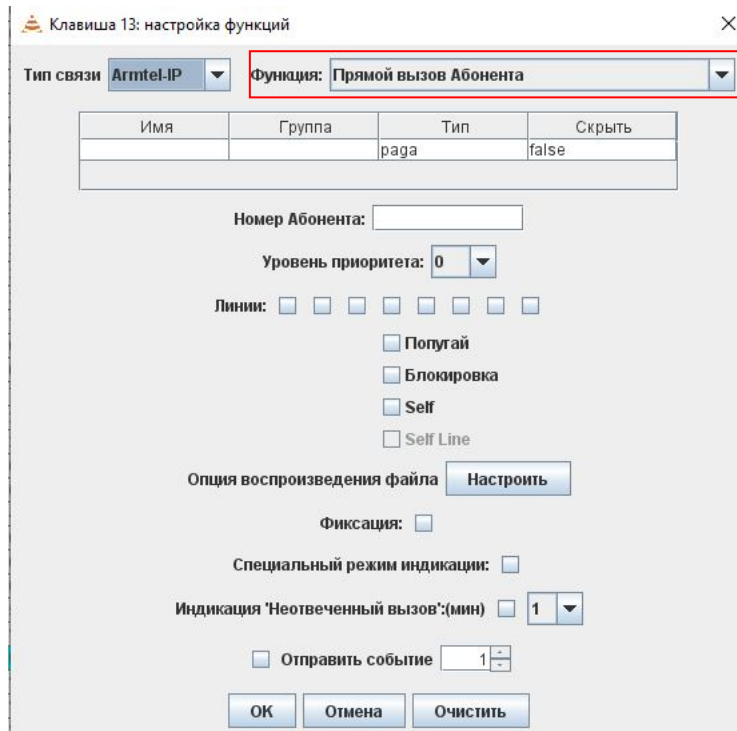 Клавиша 13: настройка функций
Тип связи Armtel-IP Функция: Прямой вызов Абонента
Имя Группа Тип Скрыть
paga false
Номер Абонента:
Уровень приоритета: 0
Линии:
Попугай
Блокировка
Self
Self Line
Опция воспроизведения файла Настроить
Фиксация:
Специальный режим индикации:
Индикация 'Неотвеченный вызов':(мин) 1
Отправить событие 1
ОК Отмена Очистить